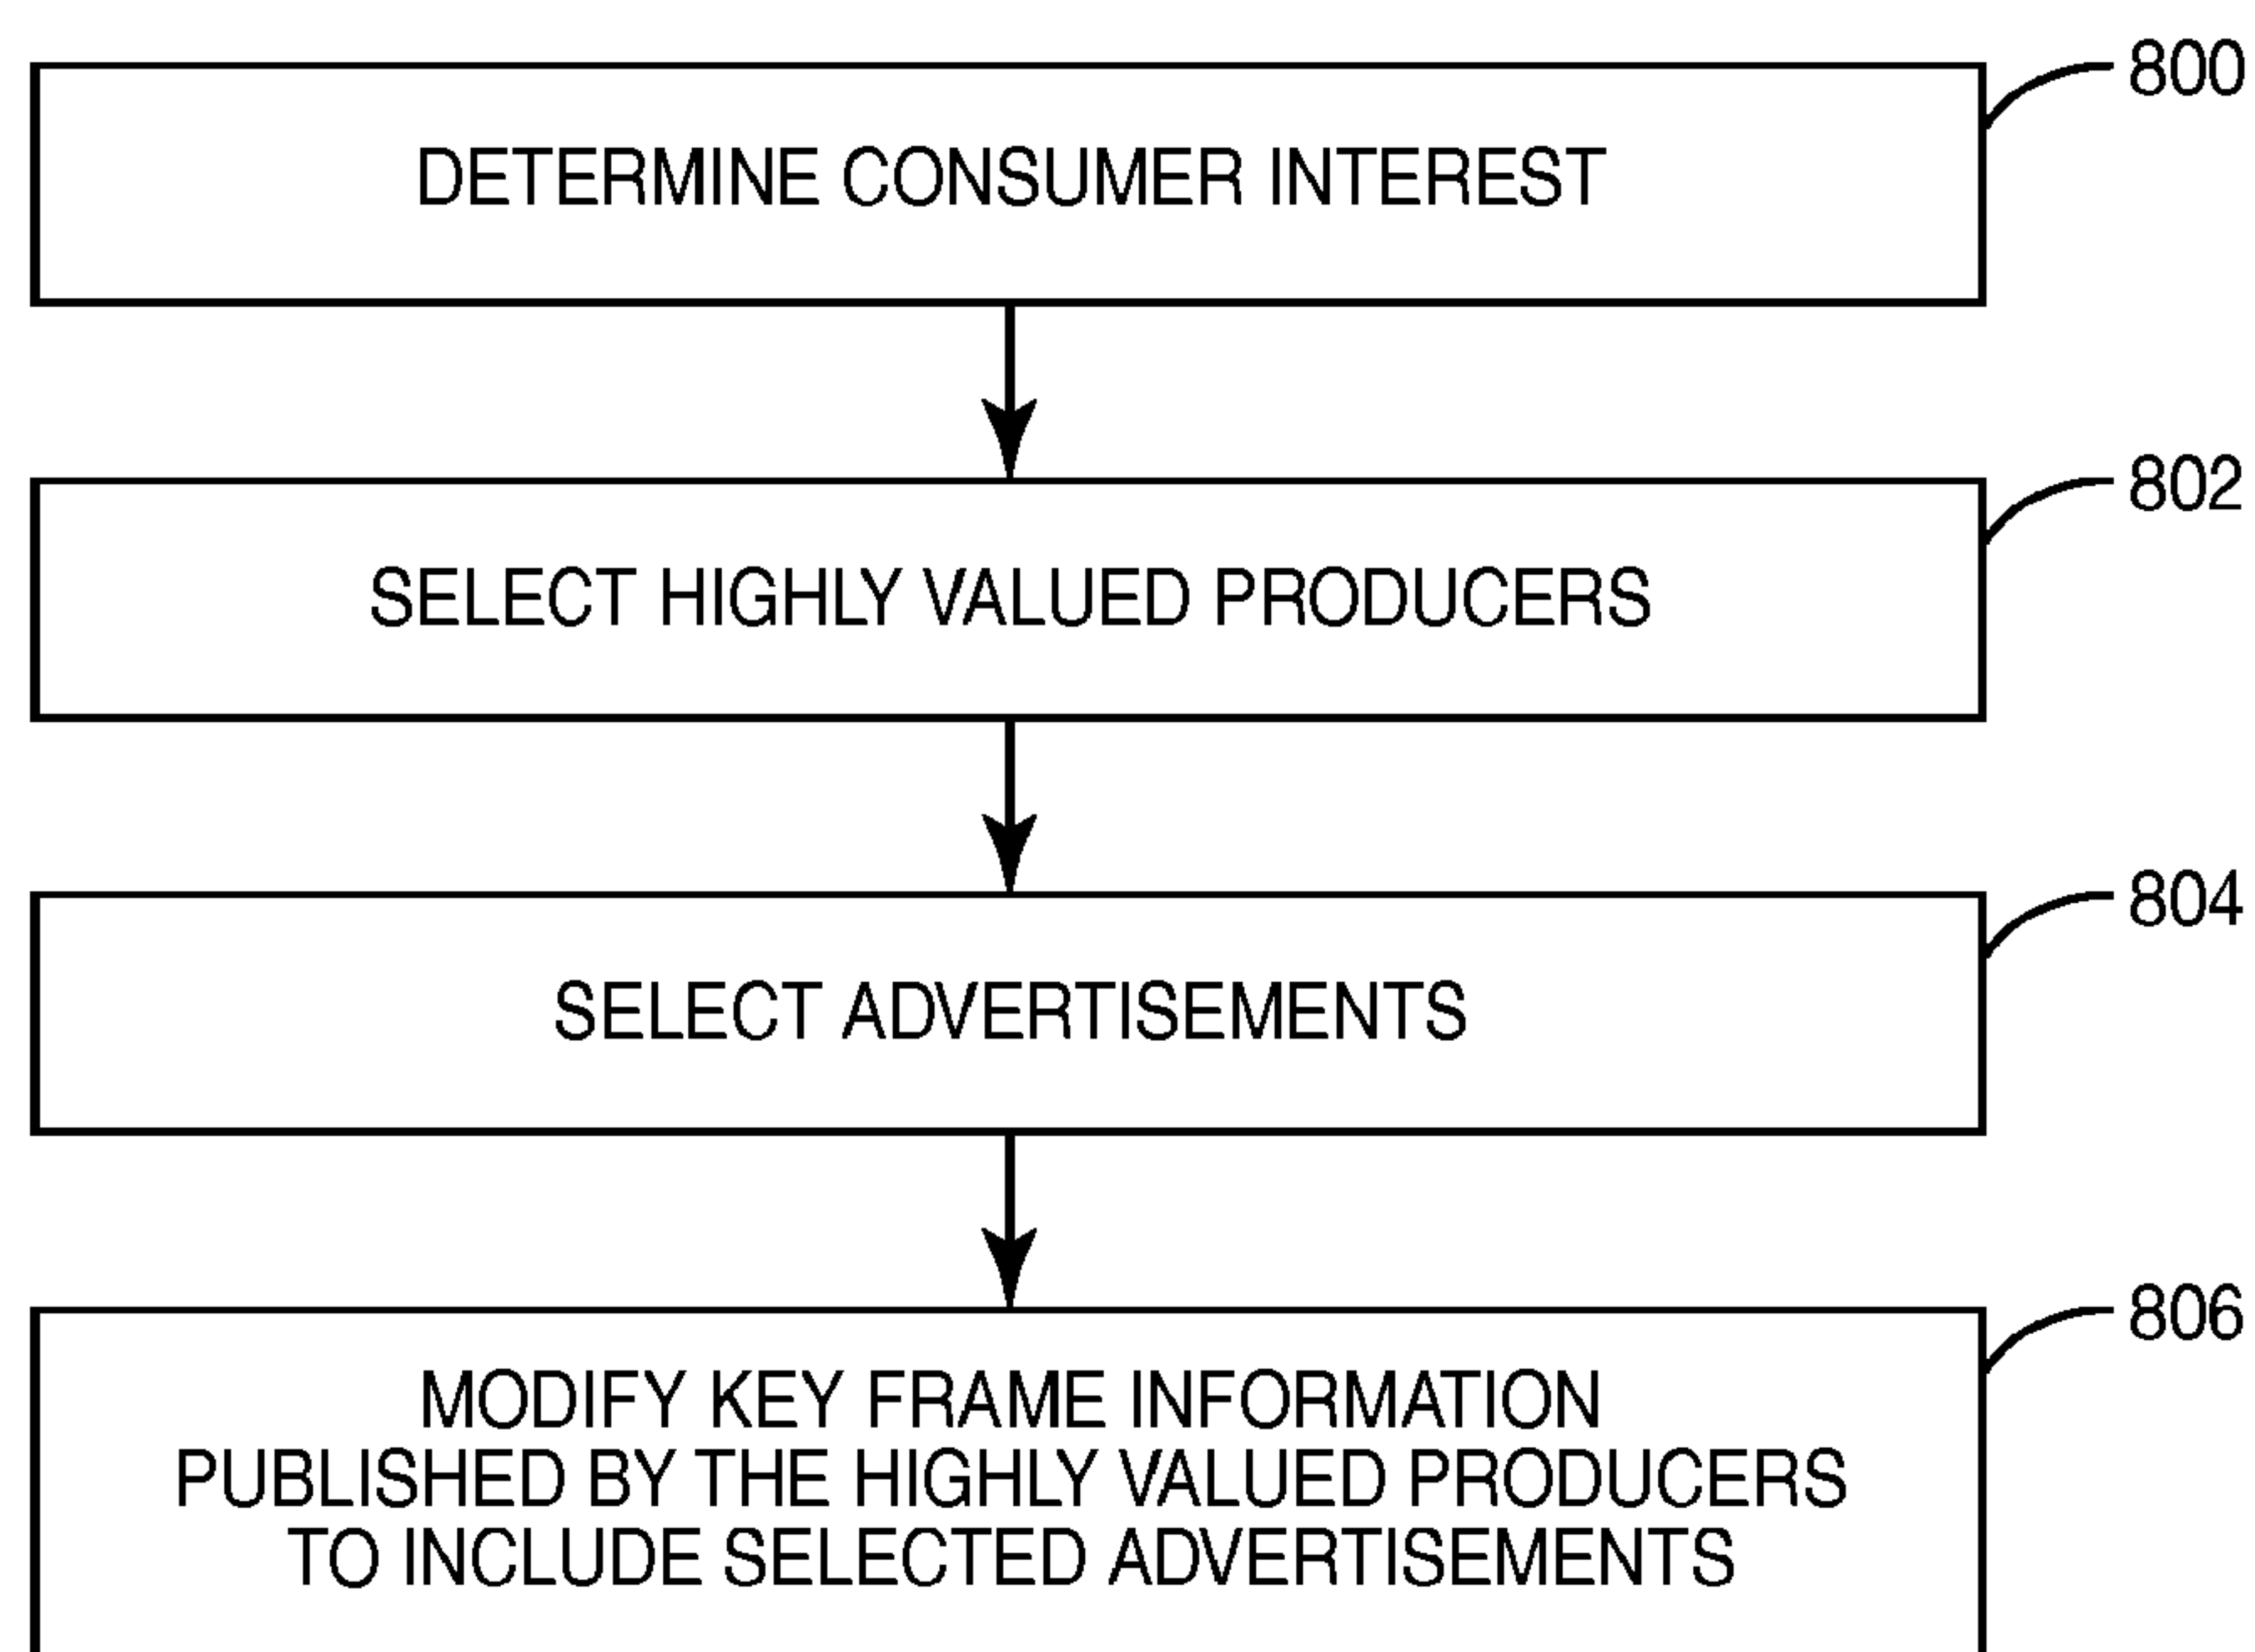 800
DETERMINE CONSUMER INTEREST
802
SELECT HIGHLY VALUED PRODUCERS
804
SELECT ADVERTISEMENTS
806
MODIFY KEY FRAME INFORMATION
PUBLISHED BY THE HIGHLY VALUED PRODUCERS
TO INCLUDE SELECTED ADVERTISEMENTS